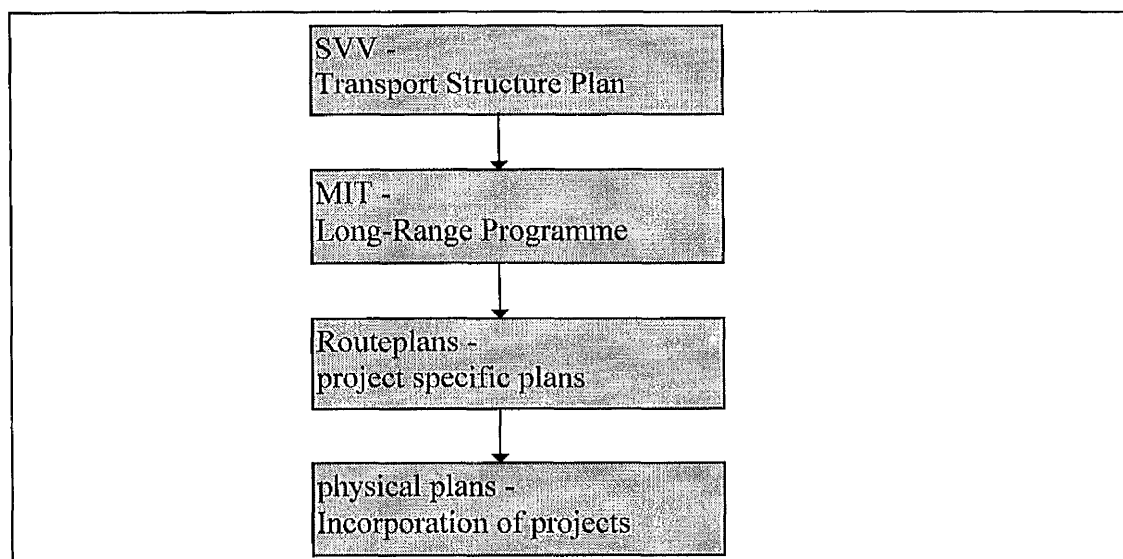 SVV -
Transport Structure Plan
MIT -
Long-Range Programme
Routeplans -
project specific plans
physical plans -
Incorporation of projects